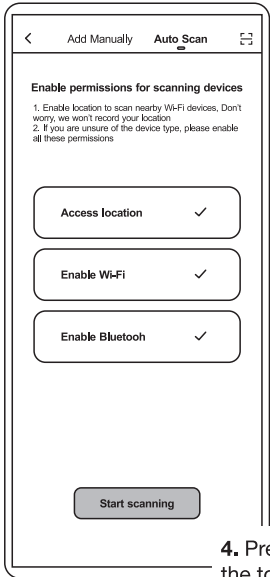 Add Manually Auto Scan
Enable permissions for scanning devices
1. Enable location to scan nearby Wi-Fi devices, Don't
worry, we won't record your location
2. If you are unsure of the device type, please enable
all these permissions
Access location
Enable Wi-Fi
Enable Bluetooh
Start scanning
4. Pre
the to